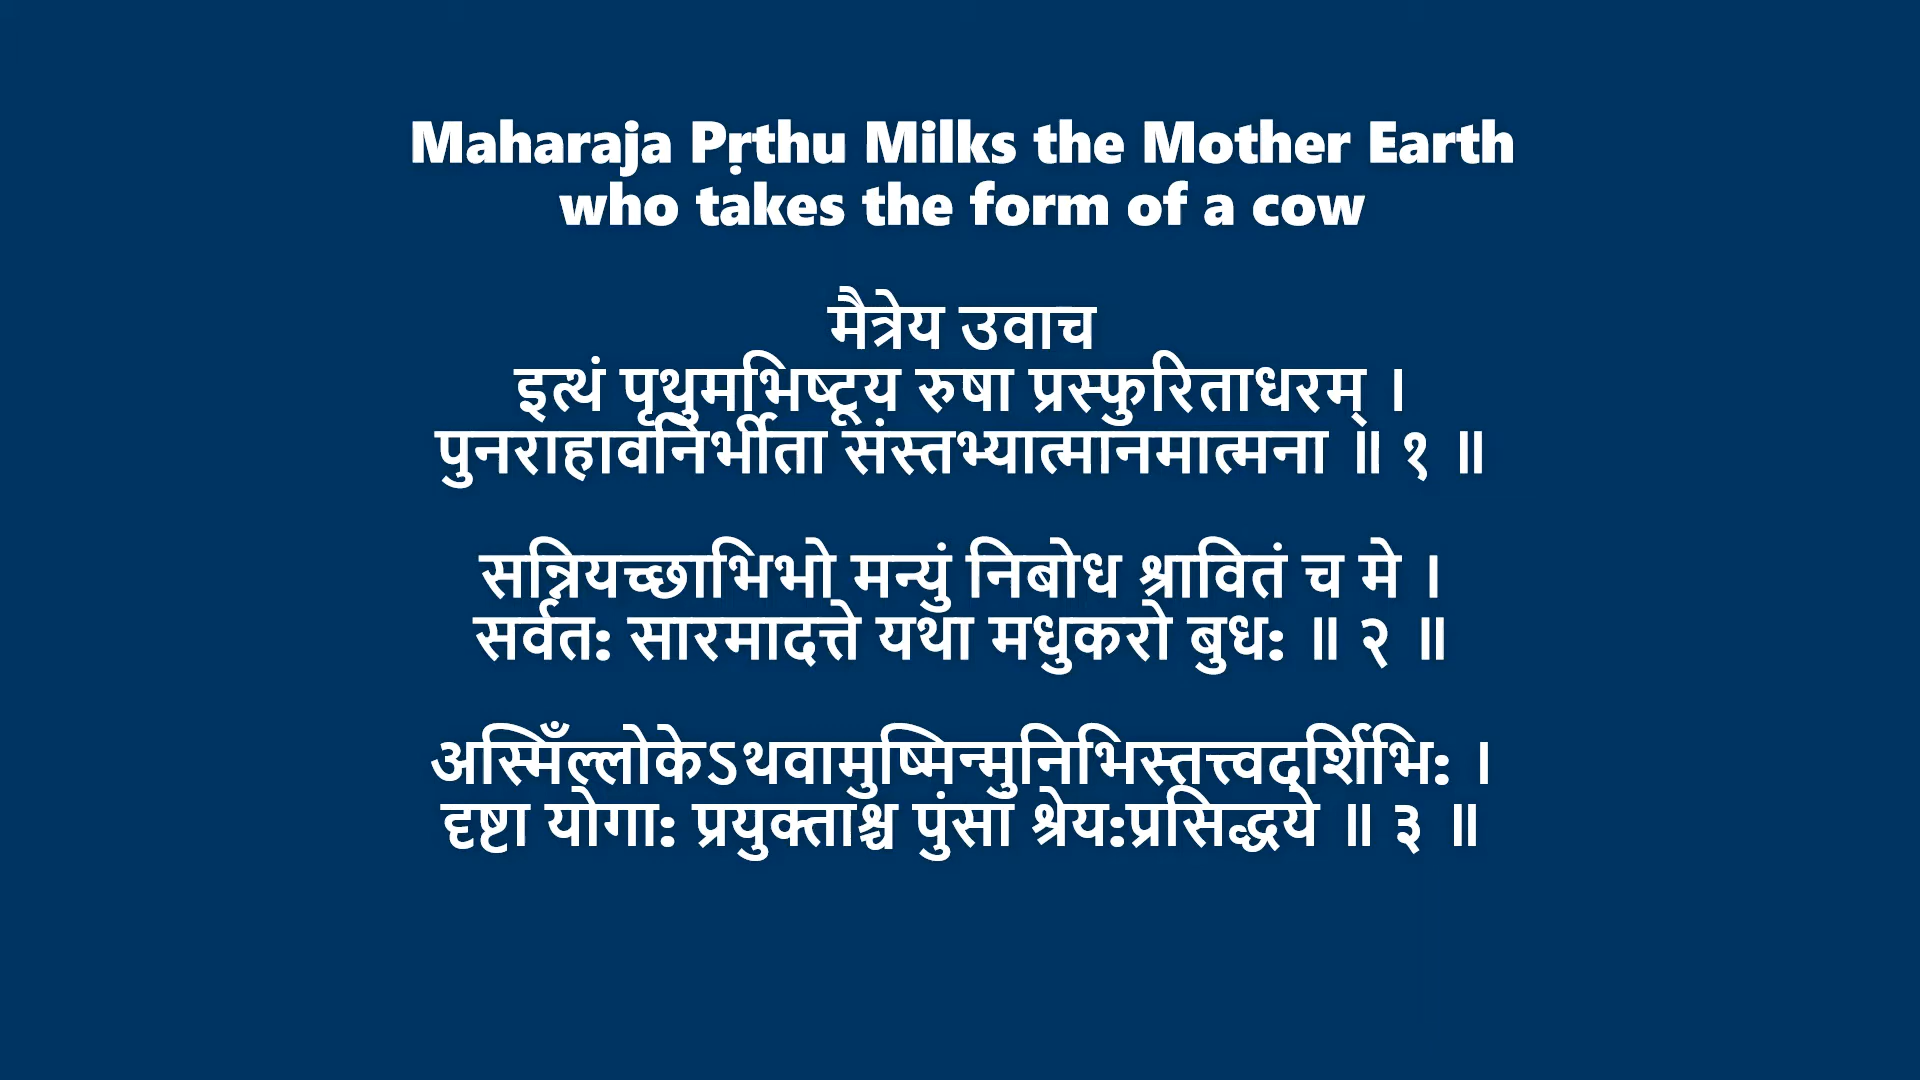 Maharaja Pṛthu Milks the Mother Earth
who takes the form of a cow
मैत्रेय उवाच
इत्थं पृथुमभिष्टूय रुषा प्रस्फुरिताधरम् ।
पुनराहावनिर्भीता संस्तभ्यात्मानमात्मना ॥ १ ॥
सन्नियच्छाभिभो मन्युं निबोध श्रावितं च मे ।
सर्वत: सारमादत्ते यथा मधुकरो बुध: ॥ २ ॥
अस्मिँल्लोकेऽथवामुष्मिन्मुनिभिस्तत्त्वदर्शिभि: ।
दृष्टा योगा: प्रयुक्ताश्च पुंसां श्रेय:प्रसिद्धये ॥ ३ ॥